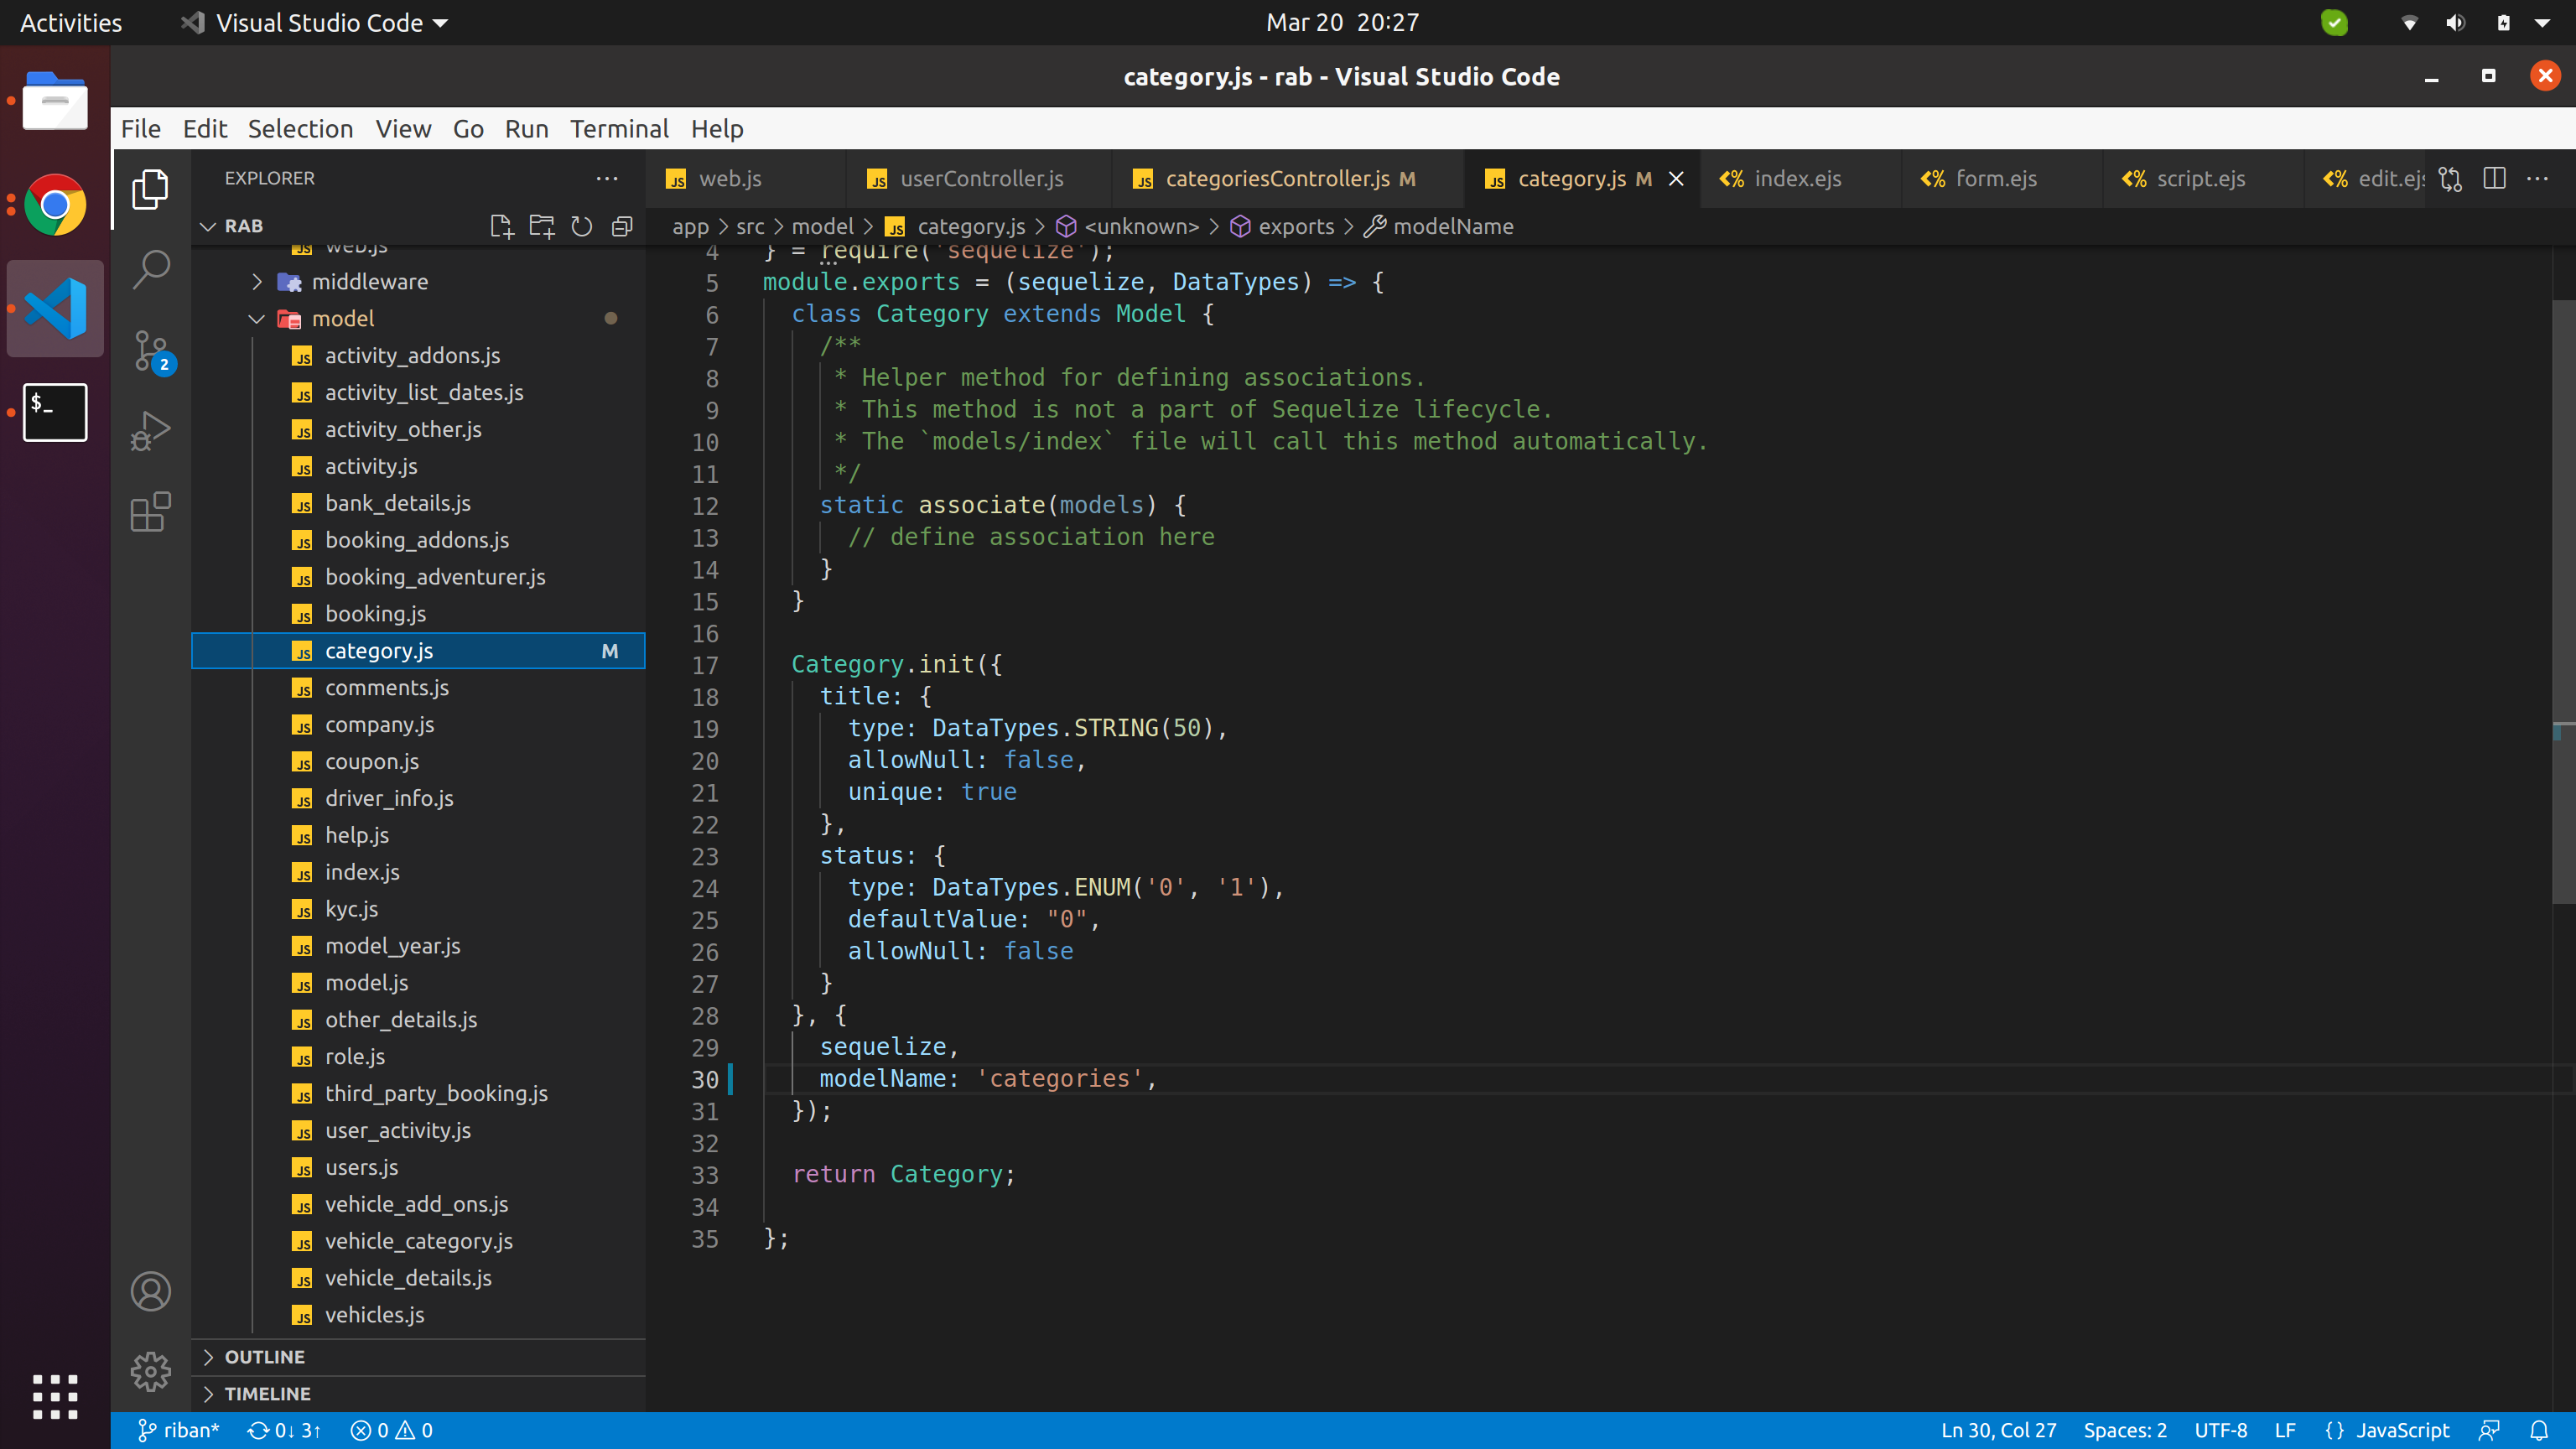 Activities
Visual Studio Code
Mar 20 20:27
category.js - rab - Visual Studio Code
File Edit Selection View Go Run Terminal Help
EXPLORER
web.js
userController.js
categoriesController.js M
category.js M
index.ejs
form.ejs
script.ejs
edit.ejs
RAB
app > src > model > category.js > <unknown> > exports > modelName
web.js
middleware
model
activity_addons.js
activity_list_dates.js
activity_other.js
activity.js
bank_details.js
booking_addons.js
booking_adventurer.js
booking.js
category.js M
comments.js
company.js
coupon.js
driver_info.js
help.js
index.js
kyc.js
model_year.js
model.js
other_details.js
role.js
third_party_booking.js
user_activity.js
users.js
vehicle_add_ons.js
vehicle_category.js
vehicle_details.js
vehicles.js
OUTLINE
TIMELINE
2
$_
4 } = require('sequelize');
5 module.exports = (sequelize, DataTypes) => {
6 class Category extends Model {
7 /**
8 * Helper method for defining associations.
9 * This method is not a part of Sequelize lifecycle.
10 * The `models/index` file will call this method automatically.
11 */
12 static associate(models) {
13 // define association here
14 }
15 }
16
17 Category.init({
18 title: {
19 type: DataTypes.STRING(50),
20 allowNull: false,
21 unique: true
22 },
23 status: {
24 type: DataTypes.ENUM('0', '1'),
25 defaultValue: "0",
26 allowNull: false
27 }
28 }, {
29 sequelize,
30 modelName: 'categories',
31 });
32
33 return Category;
34
35 };
riban* 0↓ 3↑ 0 0
Ln 30, Col 27 Spaces: 2 UTF-8 LF {} JavaScript